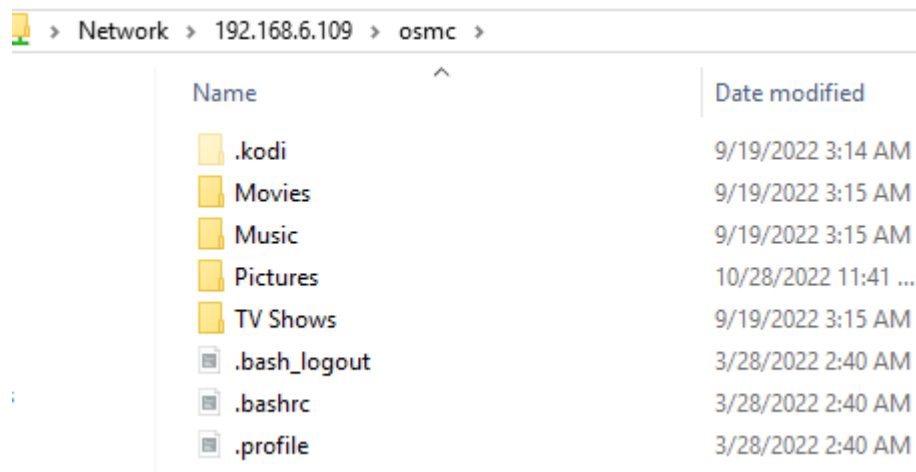 Network > 192.168.6.109 > osmc >
Name Date modified
.kodi 9/19/2022 3:14 AM
Movies 9/19/2022 3:15 AM
Music 9/19/2022 3:15 AM
Pictures 10/28/2022 11:41 ...
TV Shows 9/19/2022 3:15 AM
.bash_logout 3/28/2022 2:40 AM
.bashrc 3/28/2022 2:40 AM
.profile 3/28/2022 2:40 AM